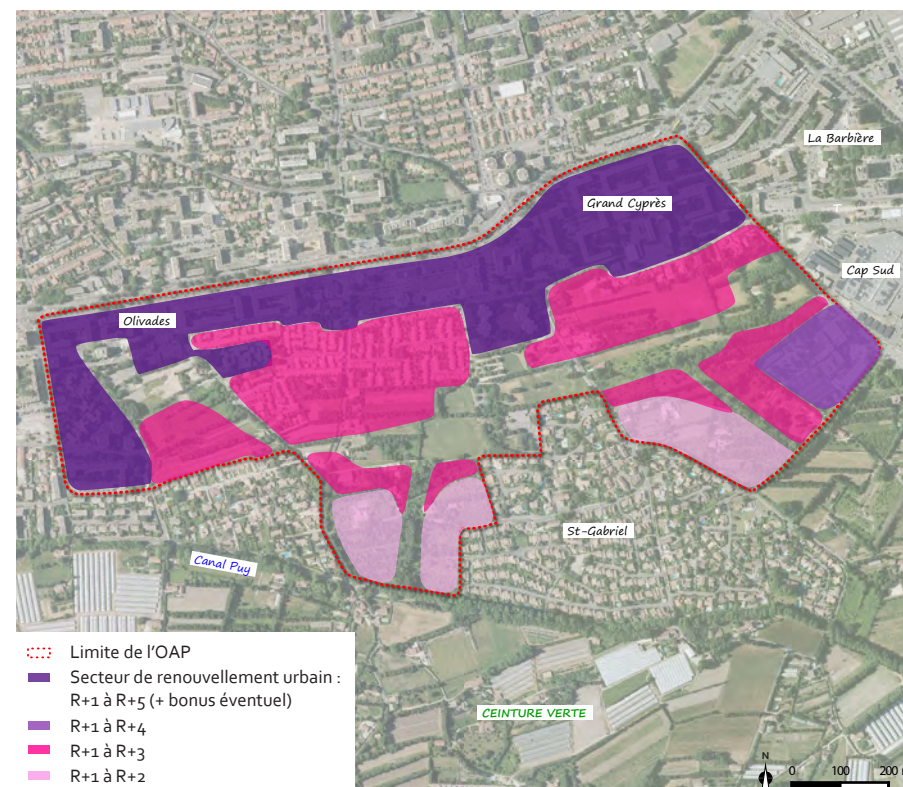 La Barbière
Grand Cyprès
Cap Sud
Olivades
St-Gabriel
Canal Puy
CEINTURE VERTE
Limite de l'OAP
Secteur de renouvellement urbain :
R+1 à R+5 (+ bonus éventuel)
R+1 à R+4
R+1 à R+3
R+1 à R+2
N
0 100 200 m